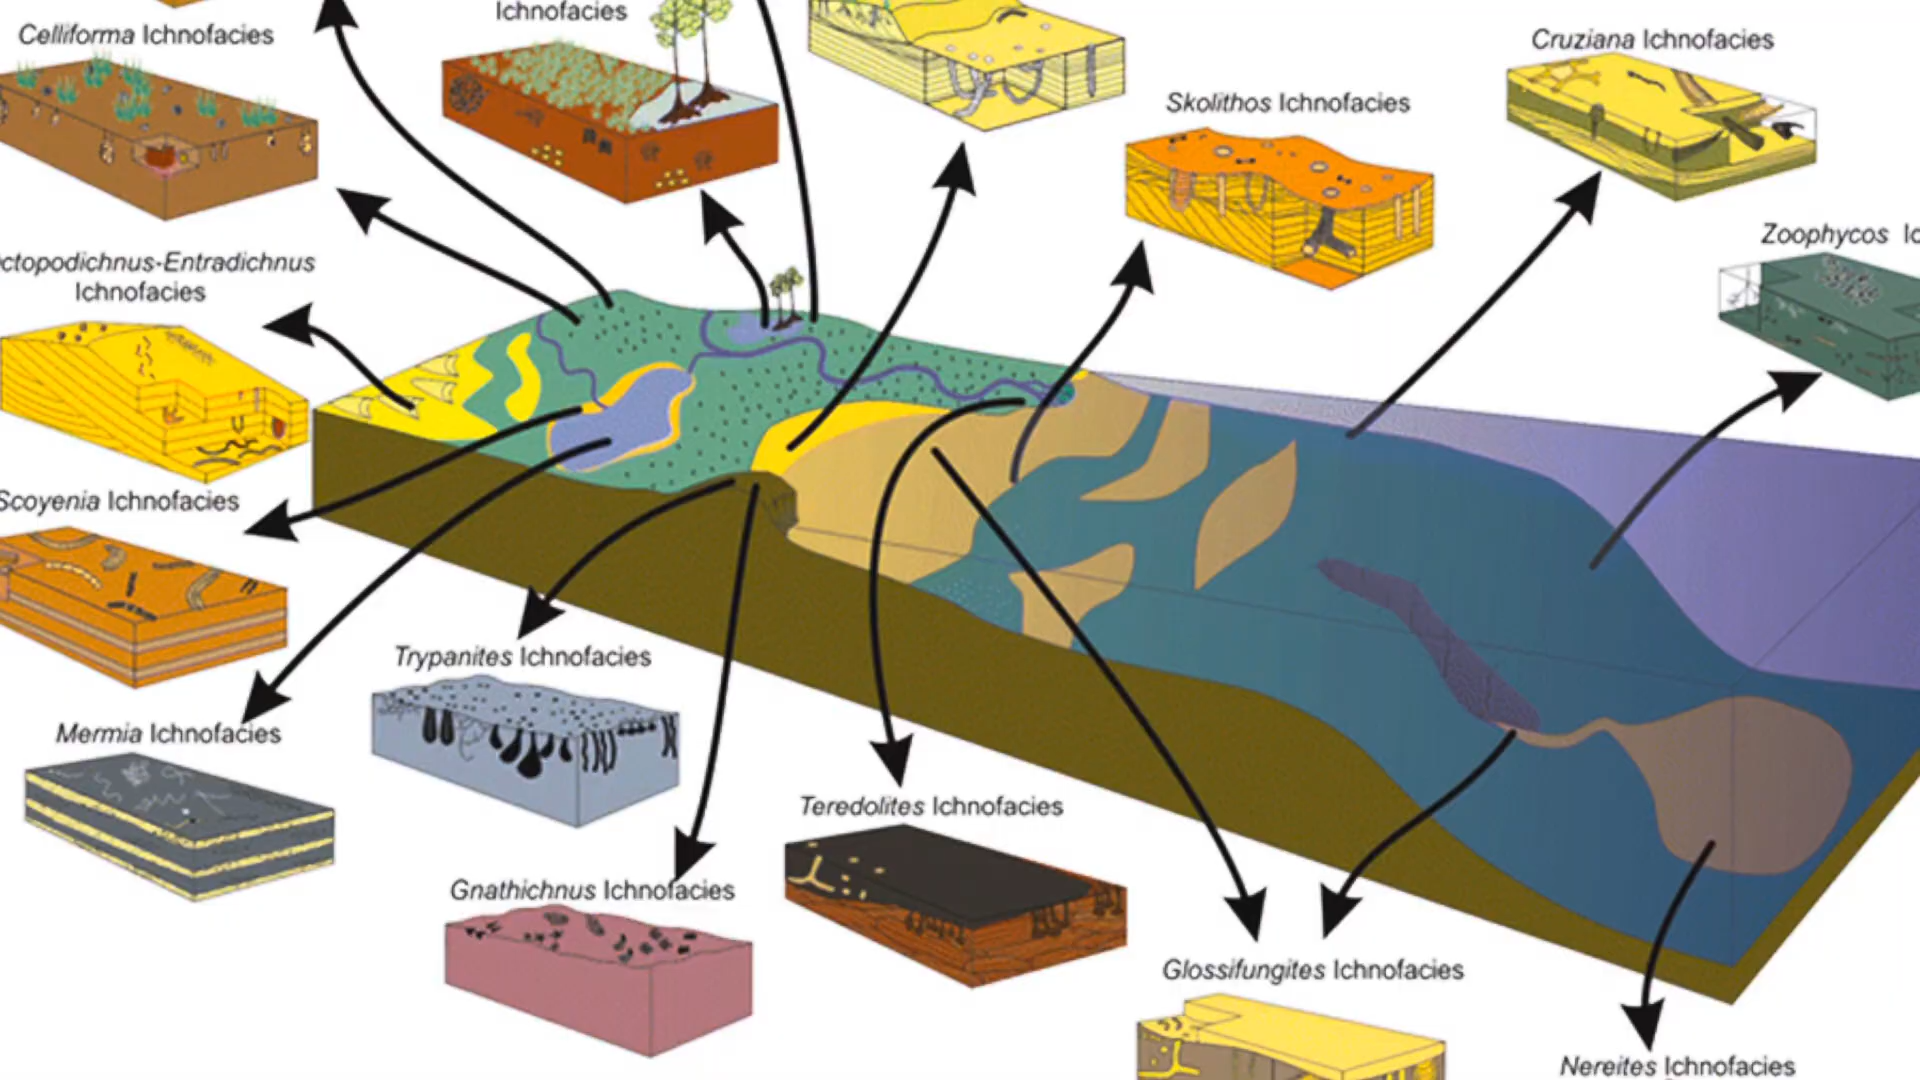 Ichnofacies
Celliforma Ichnofacies
Cruziana Ichnofacies
Skolithos Ichnofacies
Zoophycos Ic
ctopodichnus-Entradichnus
Ichnofacies
Scoyenia Ichnofacies
Trypanites Ichnofacies
Mermia Ichnofacies
Teredolites Ichnofacies
Gnathichnus Ichnofacies
Glossifungites Ichnofacies
Nereites Ichnofacies